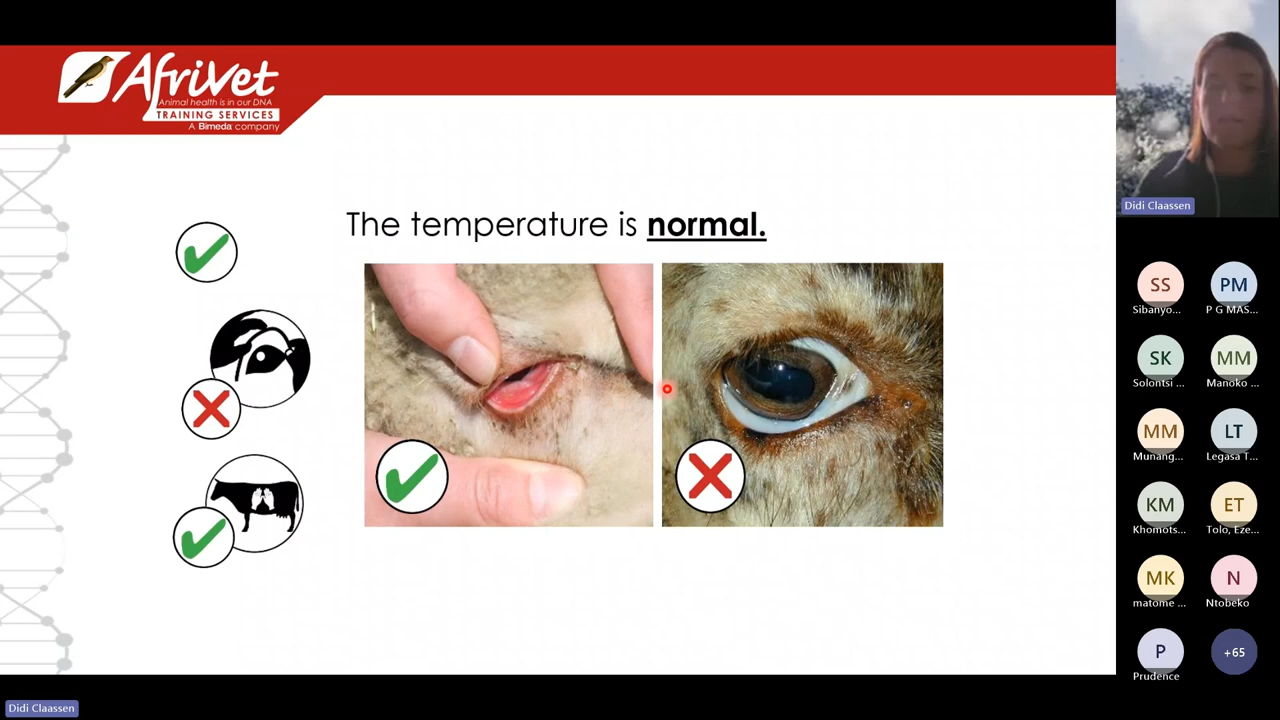 AfriVet
Animal health is in our DNA
TRAINING SERVICES
A Bimeda company
The temperature is normal.
Didi Claassen
SS
PM
Sibanyo...
P G MAS...
SK
MM
Solontsi ...
Manoko ...
MM
LT
Munang...
Legasa T...
KM
ET
Khomots...
Tolo, Eze...
MK
N
matome ...
Ntobeko
P
+65
Prudence
Didi Claassen